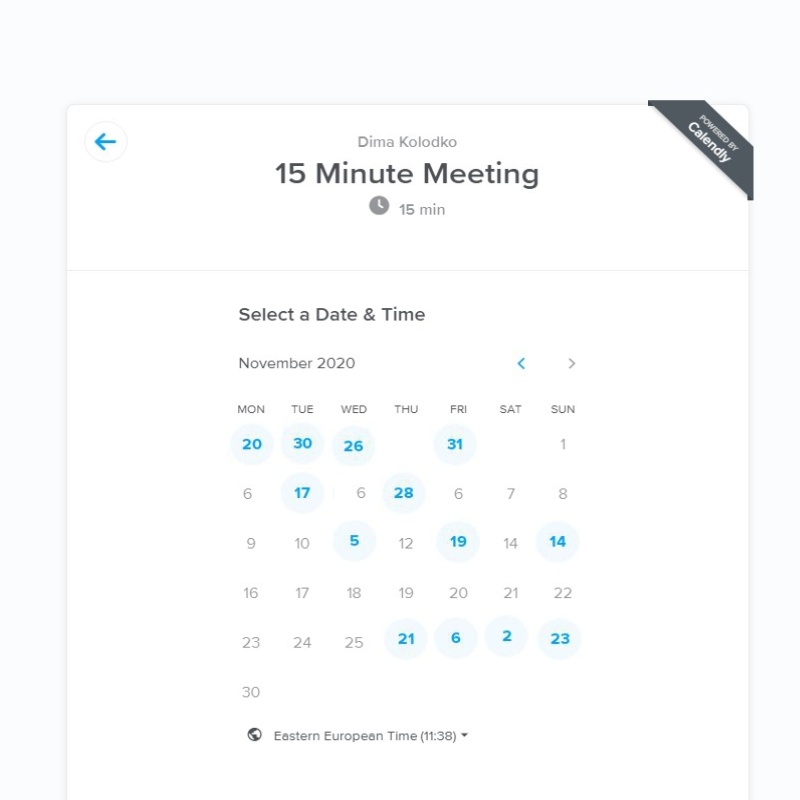 POWERED BY
Calendly
Dima Kolodko
15 Minute Meeting
15 min
Select a Date & Time
November 2020
MON TUE WED THU FRI SAT SUN
20 30 26 31 1
6 17 6 28 6 7 8
9 10 5 12 19 14 14
16 17 18 19 20 21 22
23 24 25 21 6 2 23
30
Eastern European Time (11:38)